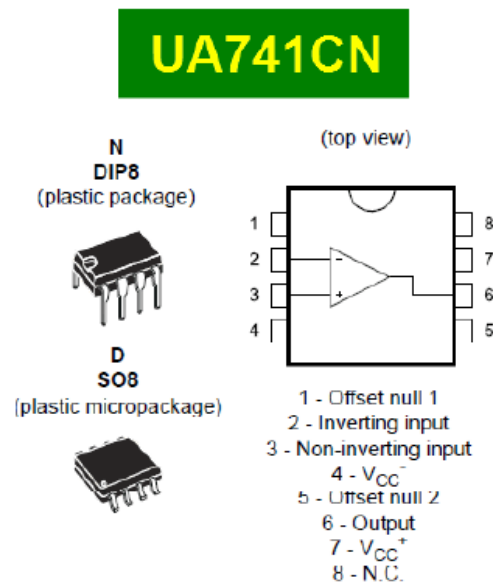 UA741CN
N
DIP8
(plastic package)
D
SO8
(plastic micropackage)
(top view)
1 8
2 - 7
3 + 6
4 5
1 - Offset null 1
2 - Inverting input
3 - Non-inverting input
4 - VCC-
5 - Offset null 2
6 - Output
7 - VCC+
8 - N.C.